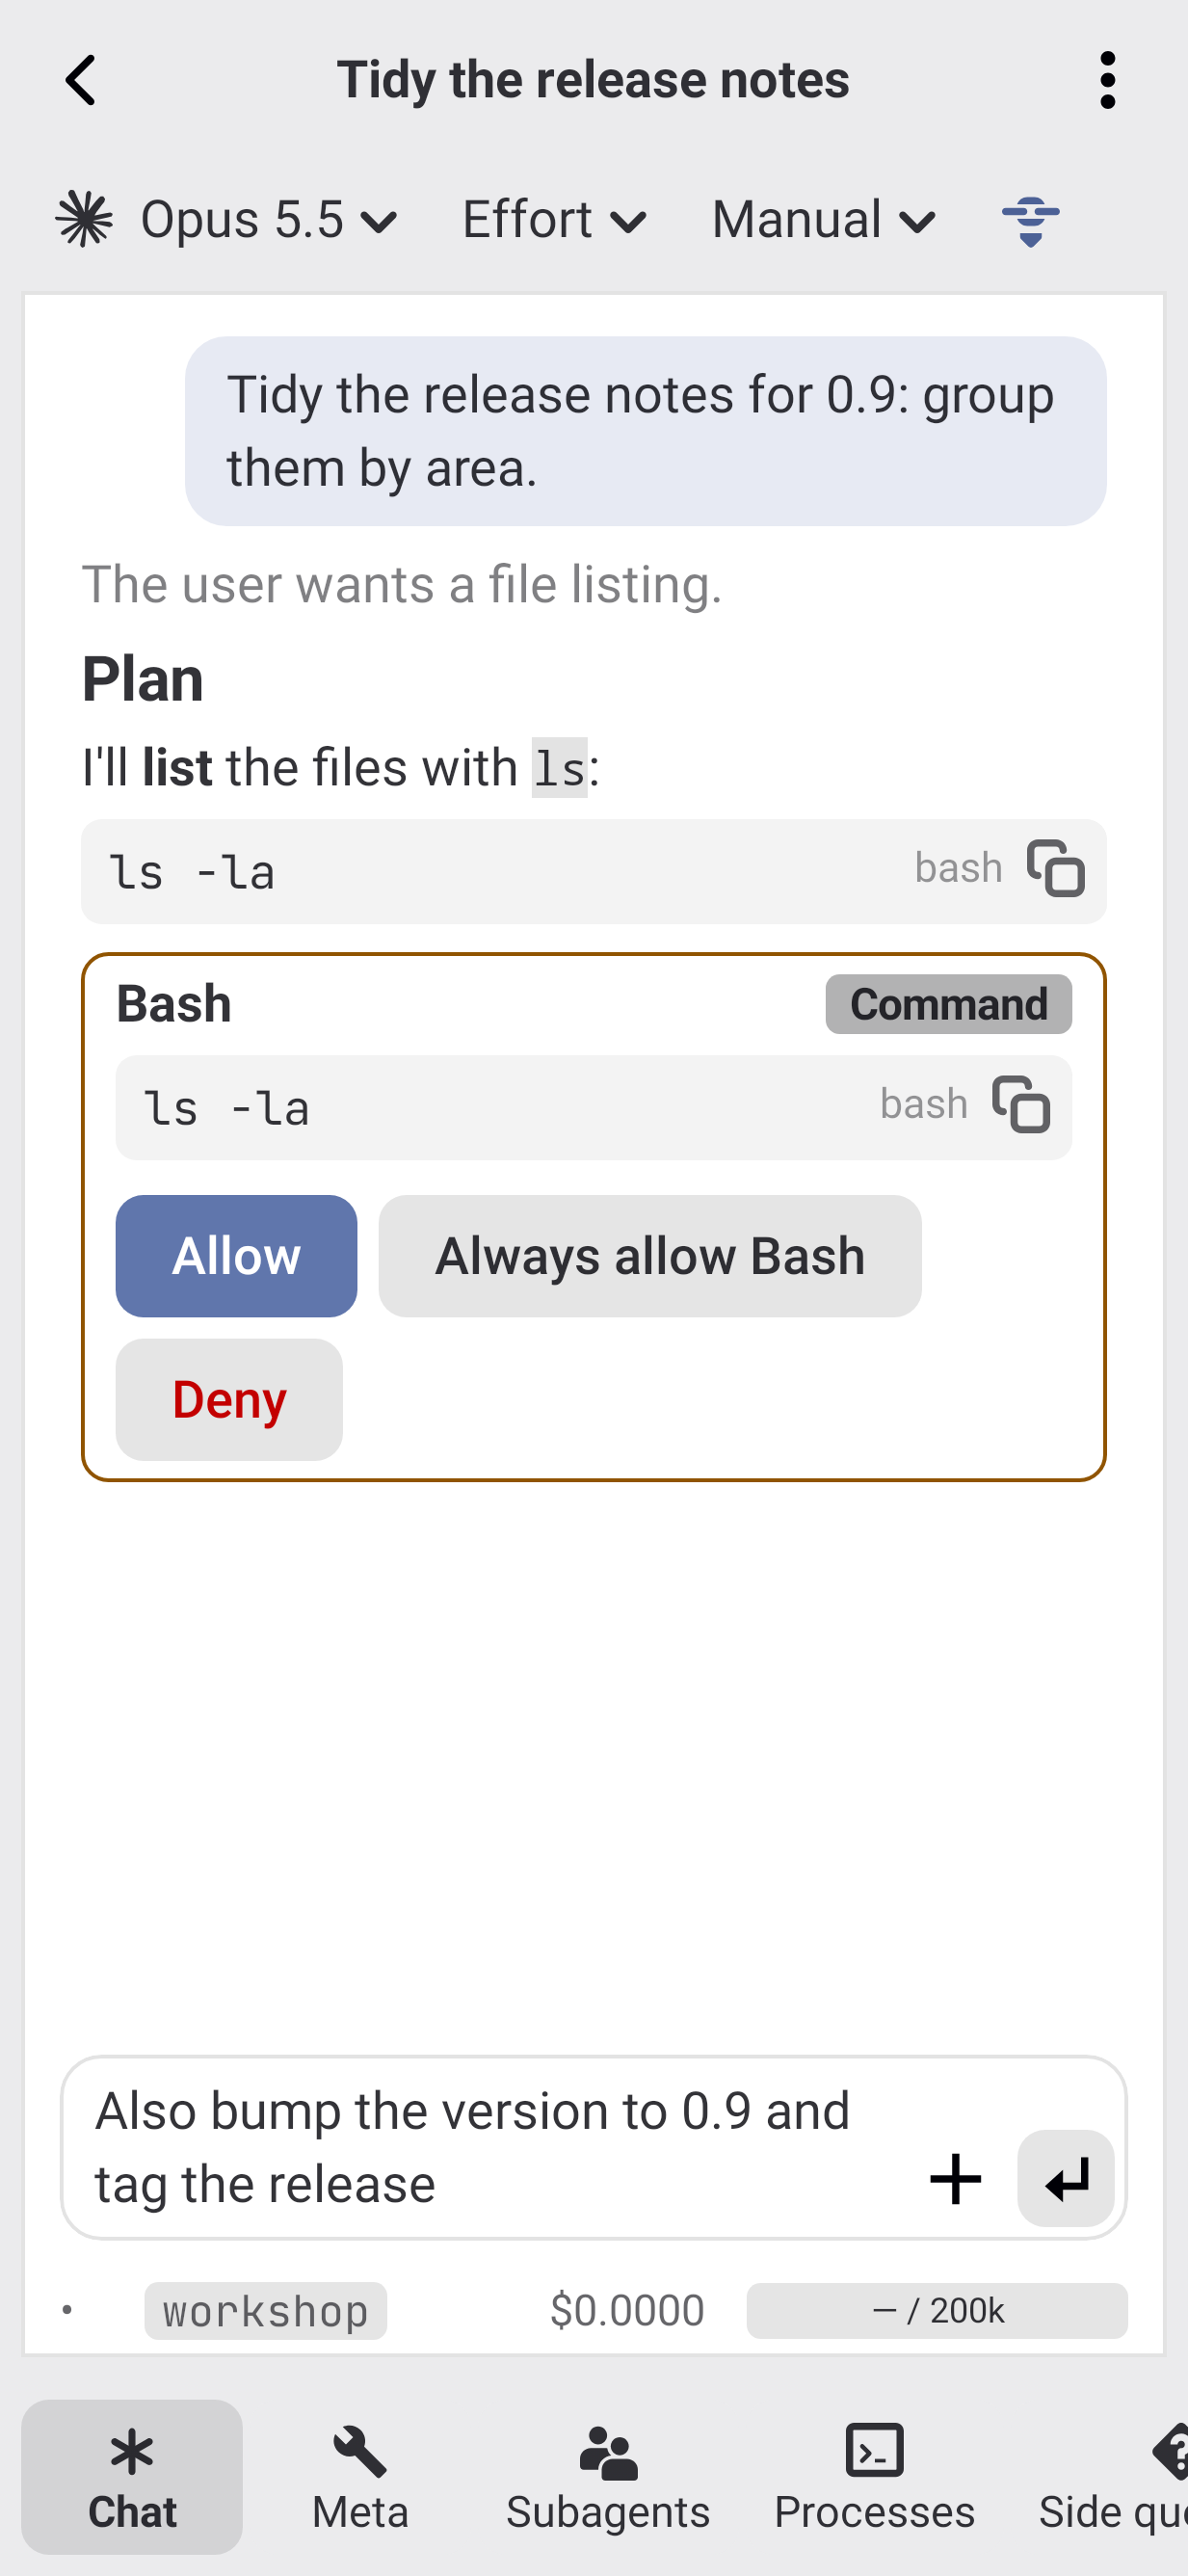 Tidy the release notes
Opus 5.5 Effort Manual
Tidy the release notes for 0.9: group
them by area.
The user wants a file listing.
Plan
I'll list the files with ls:
ls -la bash
Bash Command
ls -la bash
Allow Always allow Bash
Deny
Also bump the version to 0.9 and
tag the release
• workshop $0.0000 — / 200k
Chat Meta Subagents Processes Side